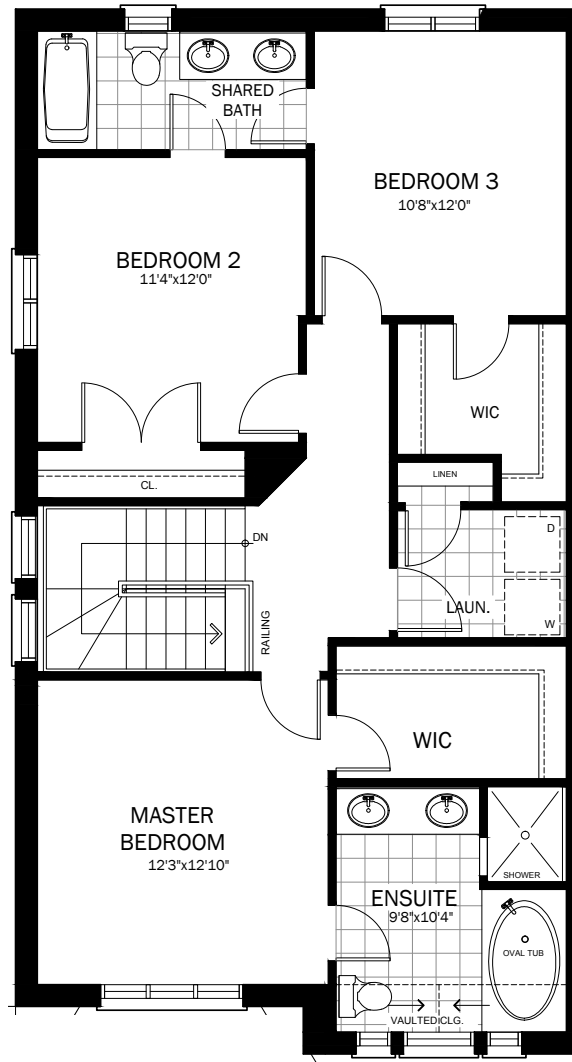 SHARED
BATH
BEDROOM 3
10'8"x12'0"
BEDROOM 2
11'4"x12'0"
WIC
LINEN
CL.
D
DN
LAUN.
W
RAILING
WIC
MASTER
BEDROOM
12'3"x12'10"
SHOWER
ENSUITE
9'8"x10'4"
OVAL TUB
VAULTED CLG.